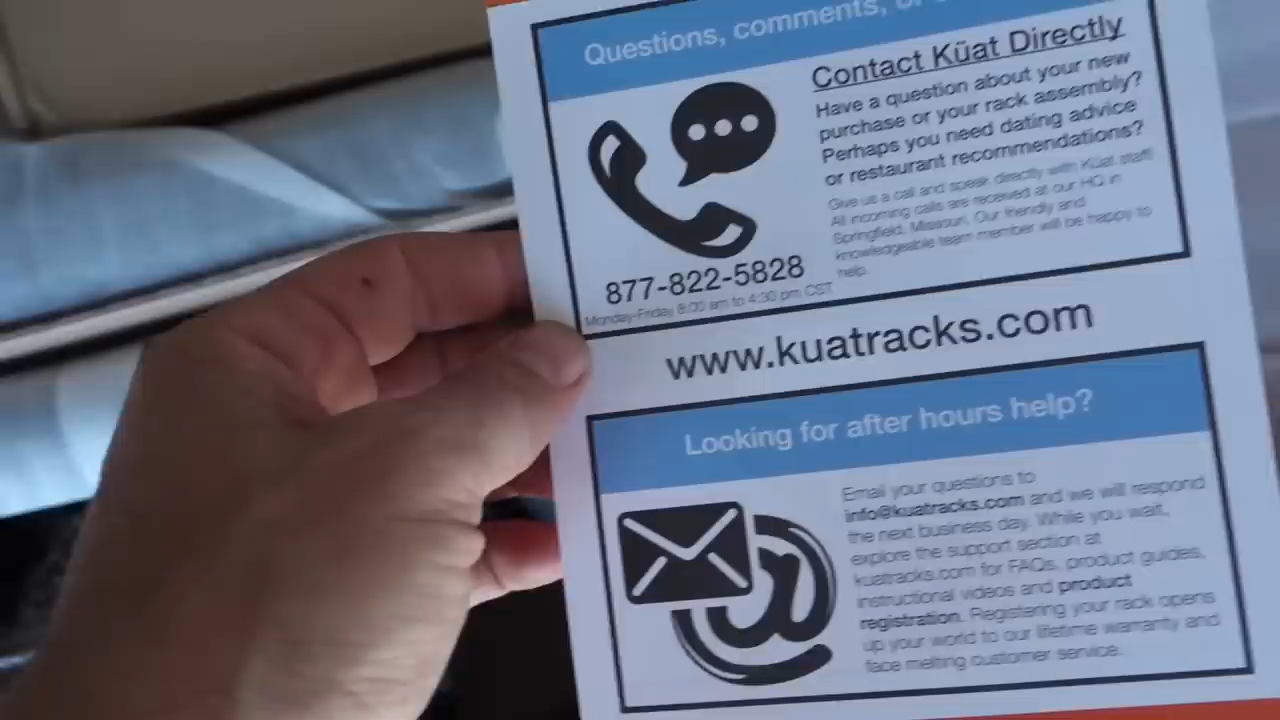 Questions, comments, or
Contact Küat Directly
Have a question about your new
purchase or your rack assembly?
Perhaps you need dating advice
or restaurant recommendations?
Give us a call and speak directly with Küat staff!
All incoming calls are received at our HQ in
Springfield, Missouri. Our friendly and
knowledgeable team member will be happy to
help.
877-822-5828
Monday-Friday 8:00 am to 4:30 pm CST
www.kuatracks.com
Looking for after hours help?
Email your questions to
info@kuatracks.com and we will respond
the next business day. While you wait,
explore the support section at
kuatracks.com for FAQs, product guides,
instructional videos and product
registration. Registering your rack opens
up your world to our lifetime warranty and
face melting customer service.